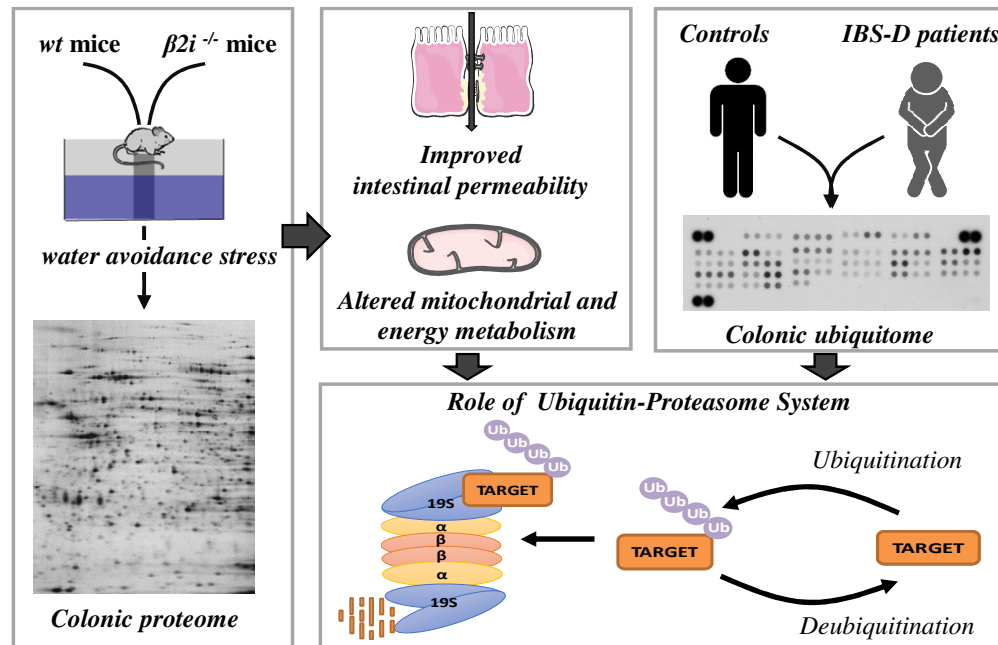 wt mice
β2i -/- mice
water avoidance stress
Colonic proteome
Improved
intestinal permeability
Altered mitochondrial and
energy metabolism
Controls
IBS-D patients
Colonic ubiquitome
Role of Ubiquitin-Proteasome System
Ub
Ub
Ub
Ub
TARGET
19S
α
β
β
α
19S
Ub
Ub
Ub
Ub
TARGET
Ubiquitination
TARGET
Deubiquitination